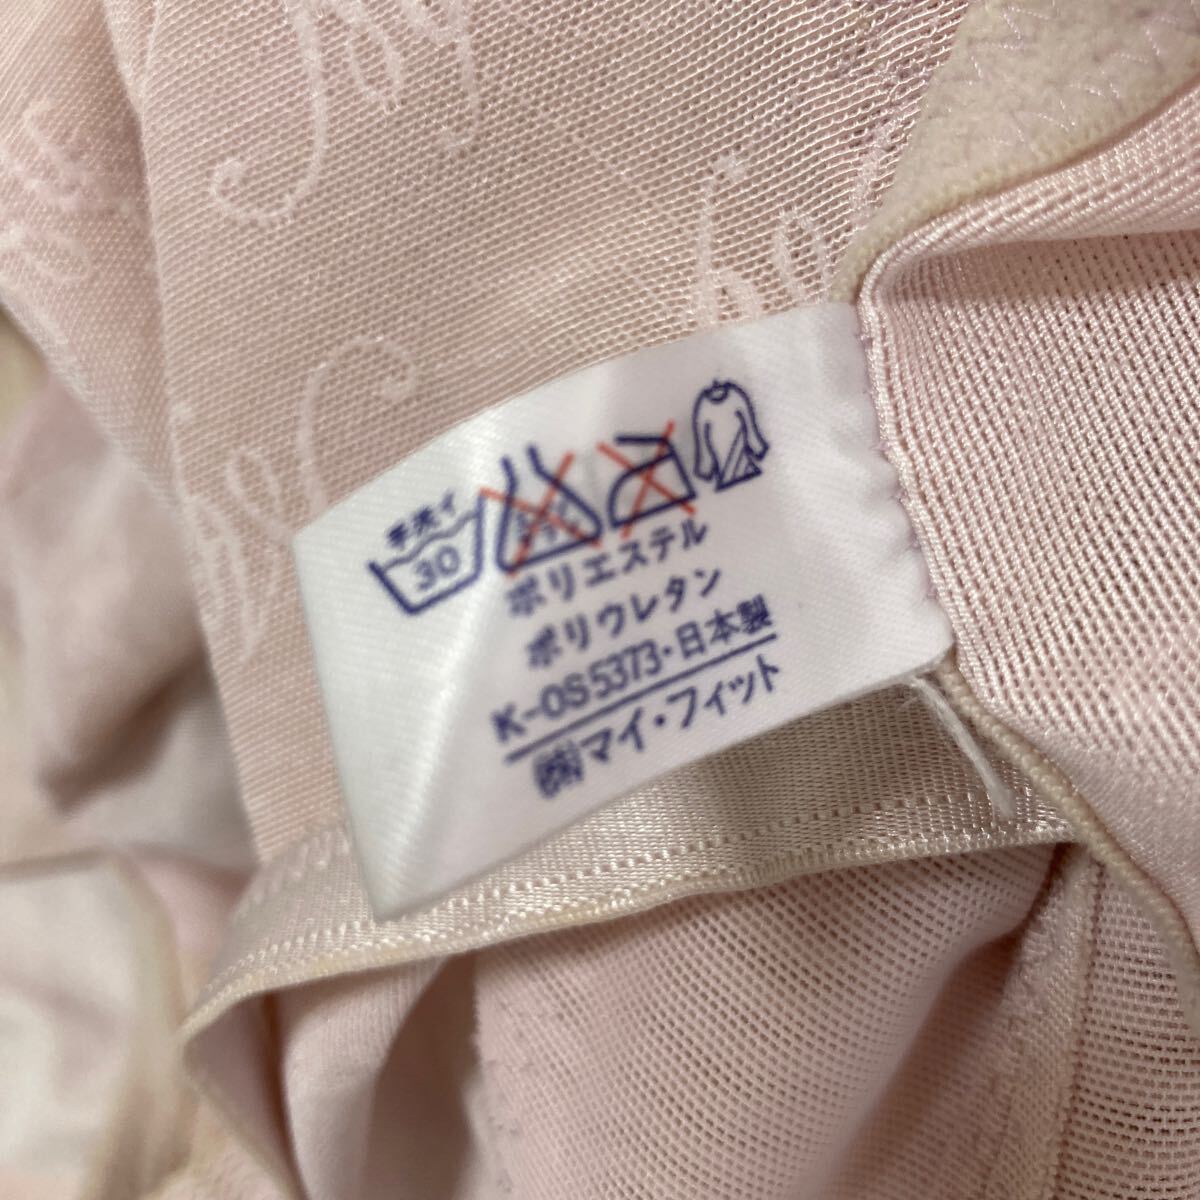 手洗イ
30
ポリエステル
ポリウレタン
K-OS5373・日本製
㈱マイ・フィット